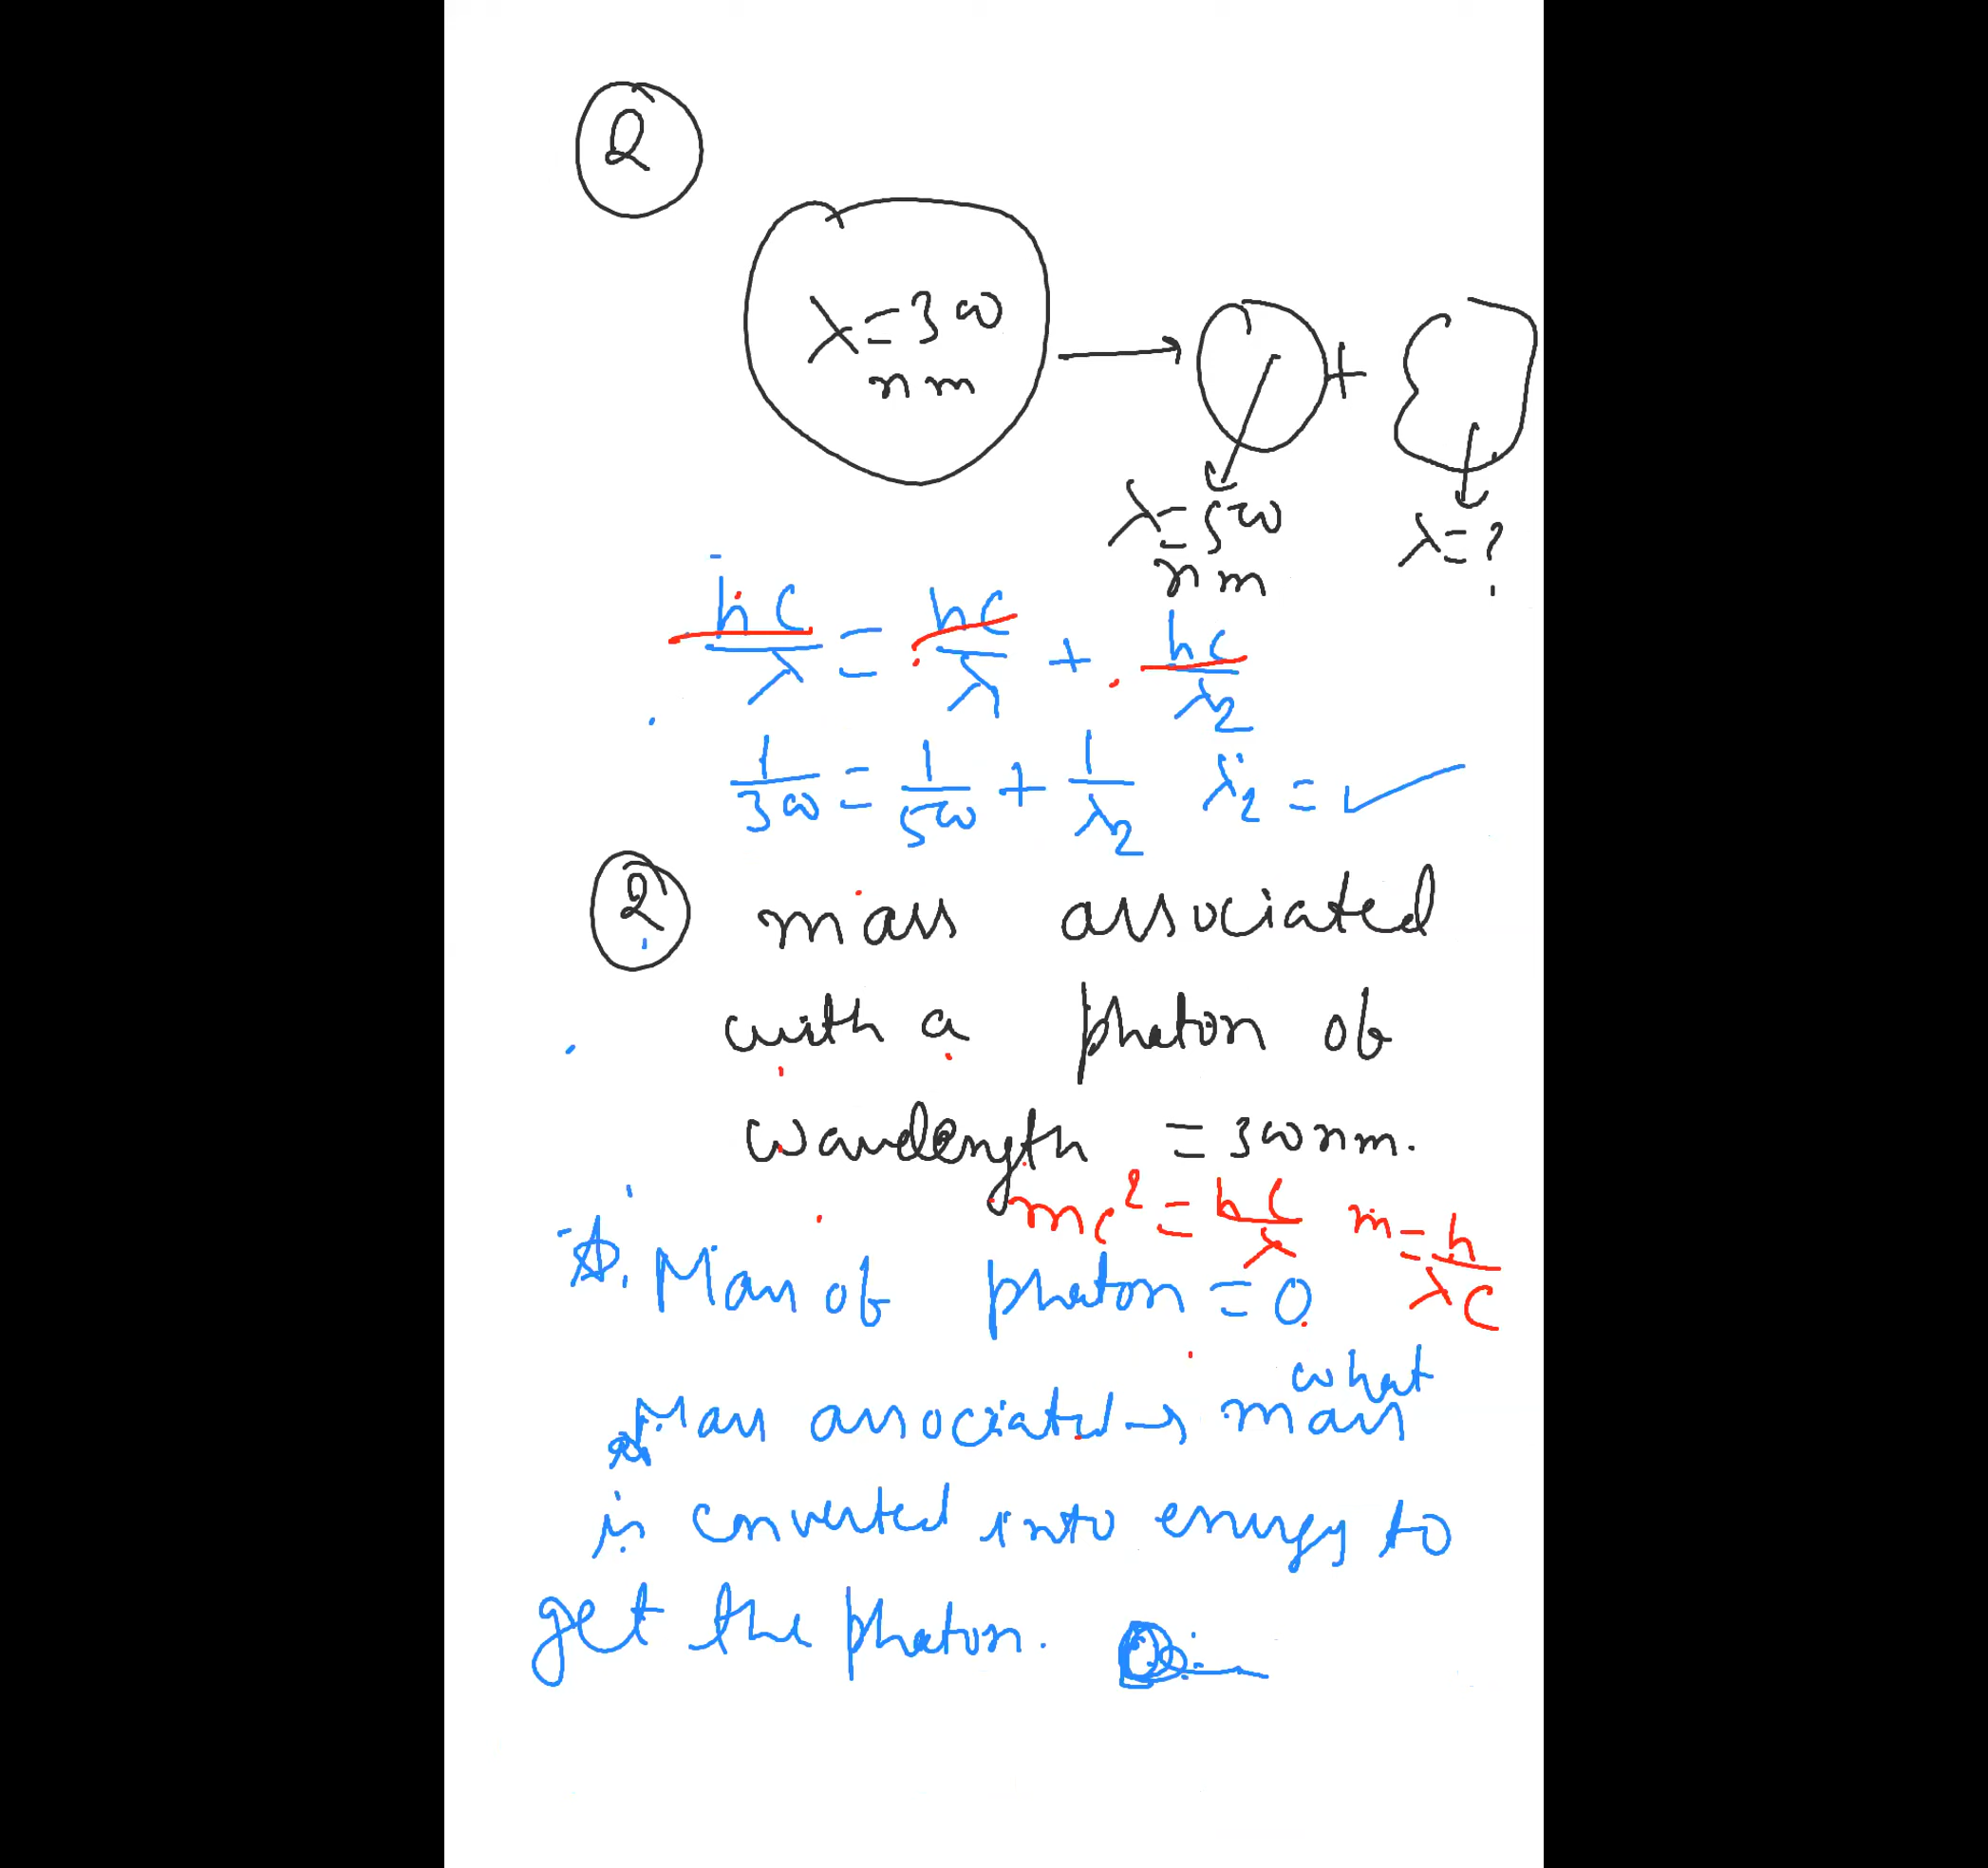 Q
λ = 300
nm
+
λ = 500
nm
λ = ?
hc/λ = hc/λ + hc/λ2
1/300 = 1/500 + 1/λ2 λ2 = ✓
Q mass associated
with a photon of
wavelength = 300 nm.
mc² = hc/λ m = h/λc
Mass of photon = 0
what
Mass associated → mass
is converted into energy to
get the photon.